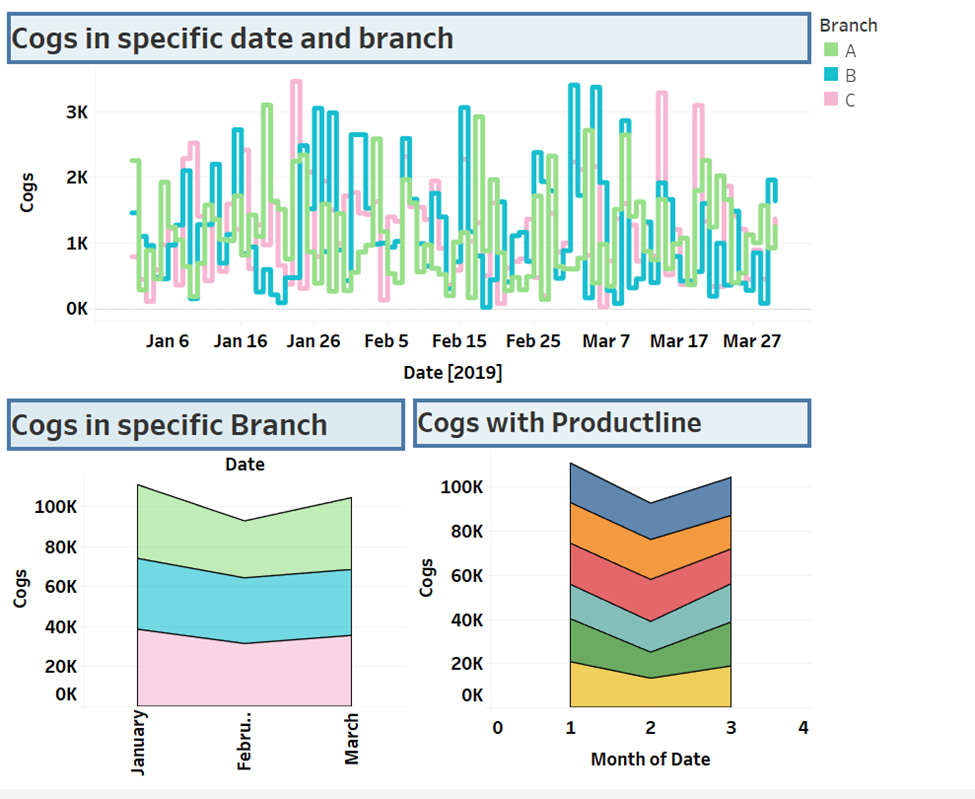 Cogs in specific date and branch
Branch
A
B
C
3K
2K
1K
0K
Cogs
Jan 6 Jan 16 Jan 26 Feb 5 Feb 15 Feb 25 Mar 7 Mar 17 Mar 27
Date [2019]
Cogs in specific Branch
Date
100K
80K
60K
40K
20K
0K
Cogs
January Febru.. March
Cogs with Productline
100K
80K
60K
40K
20K
0K
Cogs
0 1 2 3 4
Month of Date